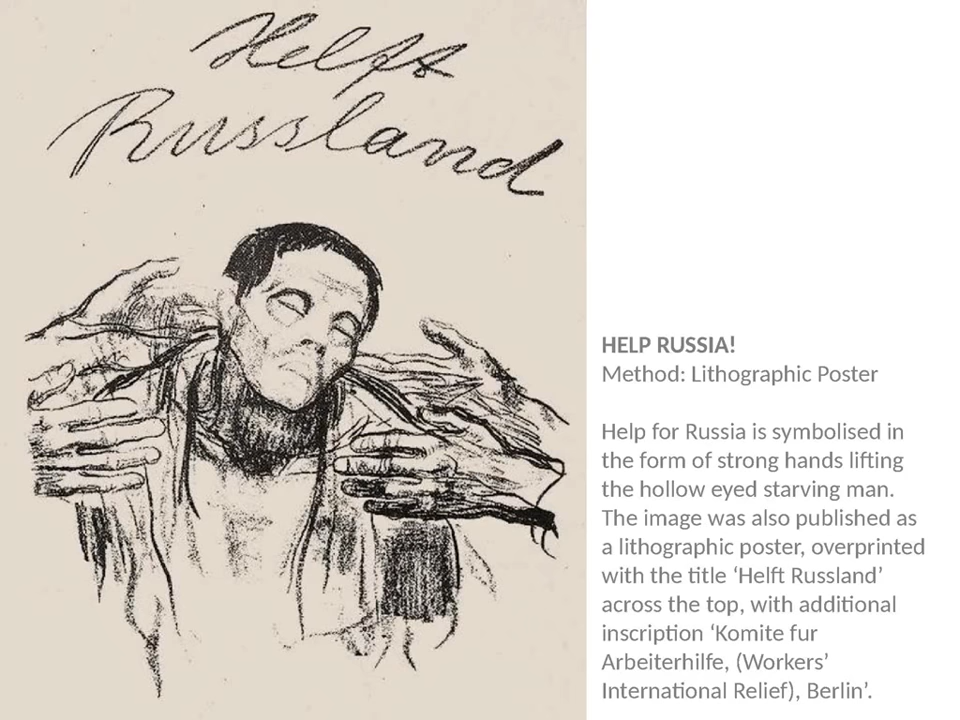 Helft
Russland
HELP RUSSIA!
Method: Lithographic Poster
Help for Russia is symbolised in
the form of strong hands lifting
the hollow eyed starving man.
The image was also published as
a lithographic poster, overprinted
with the title ‘Helft Russland’
across the top, with additional
inscription ‘Komite fur
Arbeiterhilfe, (Workers’
International Relief), Berlin’.